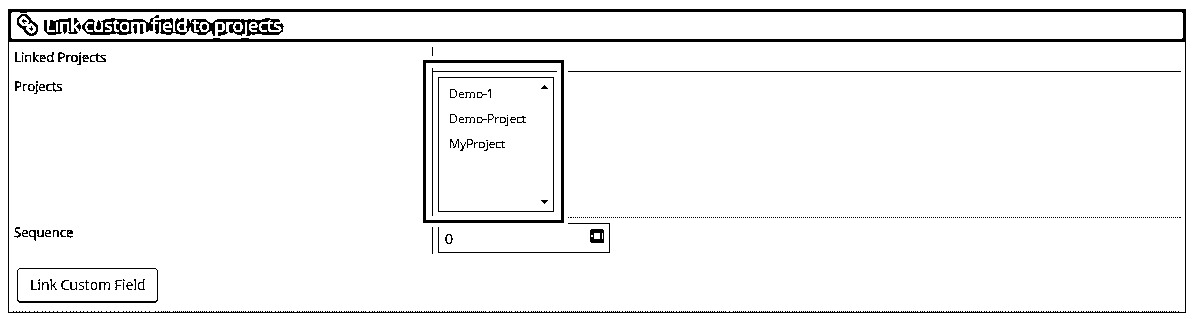 Link custom field to projects
Linked Projects
Projects
Demo-1
Demo-Project
MyProject
Sequence
0
Link Custom Field